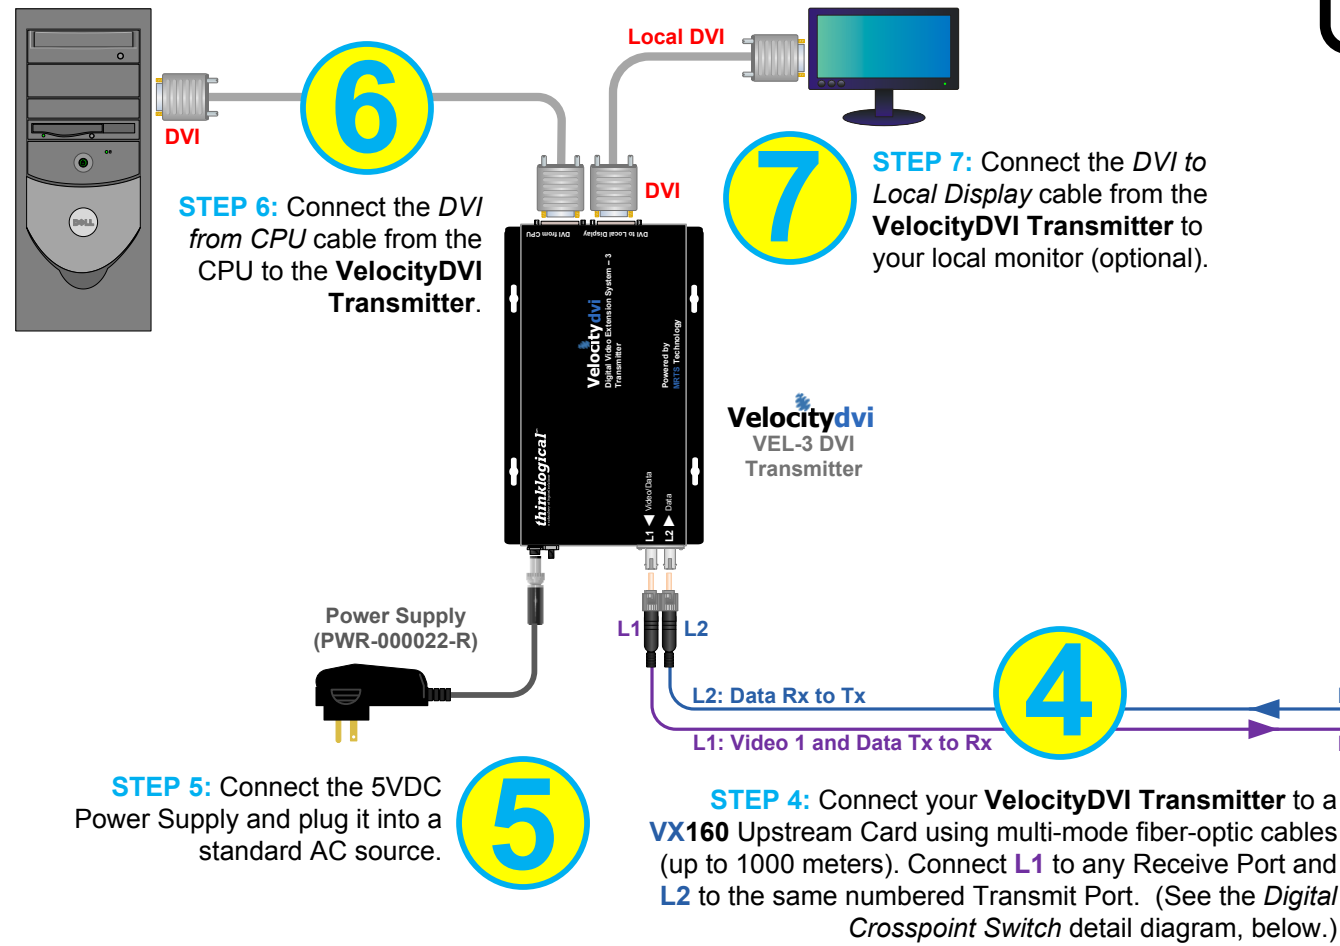 Local DVI
6
DVI
DELL
STEP 6: Connect the DVI
from CPU cable from the
CPU to the VelocityDVI
Transmitter.
DVI
7
STEP 7: Connect the DVI to
Local Display cable from the
VelocityDVI Transmitter to
your local monitor (optional).
DVI from CPU
DVI to Local Display
Velocitydvi
Digital Video Extension System – 3
Transmitter
Powered by
MRTS Technology
thinklogical
L1 Video/Data
L2 Data
Velocitydvi
VEL-3 DVI
Transmitter
Power Supply
(PWR-000022-R)
L1
L2
4
L2: Data Rx to Tx
L1: Video 1 and Data Tx to Rx
STEP 5: Connect the 5VDC
Power Supply and plug it into a
standard AC source.
5
STEP 4: Connect your VelocityDVI Transmitter to a
VX160 Upstream Card using multi-mode fiber-optic cables
(up to 1000 meters). Connect L1 to any Receive Port and
L2 to the same numbered Transmit Port. (See the Digital
Crosspoint Switch detail diagram, below.)